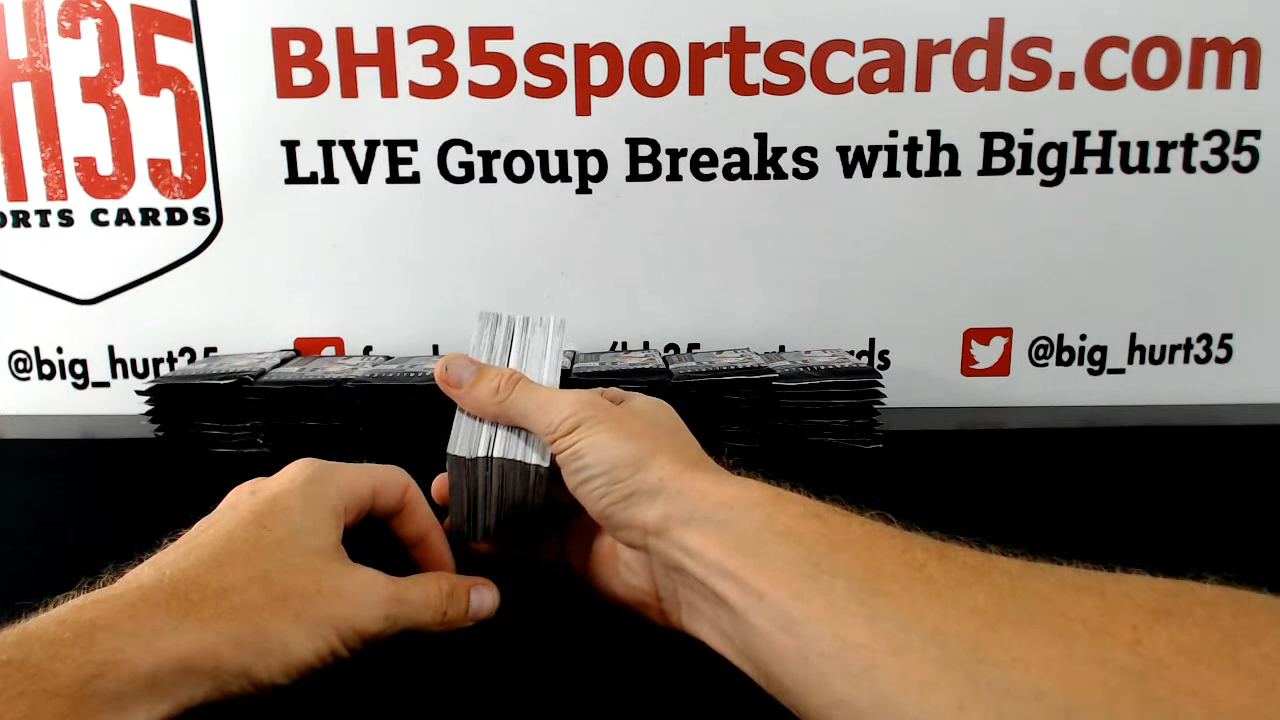 H35
ORTS CARDS
BH35sportscards.com
LIVE Group Breaks with BigHurt35
@big_hurt35
@big_hurt35